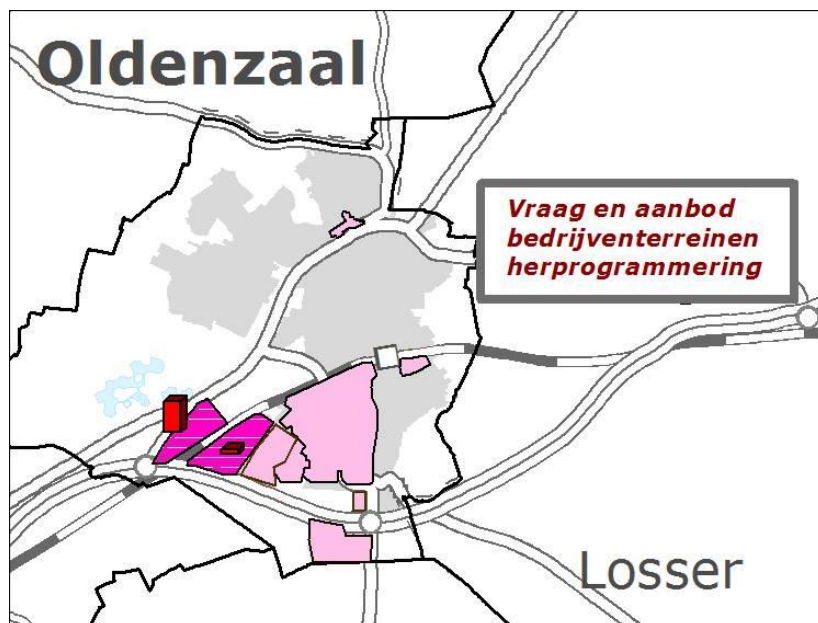 Oldenzaal
Vraag en aanbod
bedrijventerreinen
herprogrammering
Losser